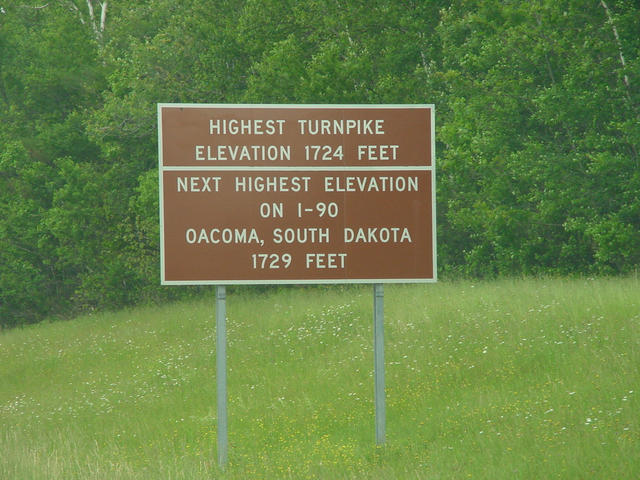 HIGHEST TURNPIKE
ELEVATION 1724 FEET
NEXT HIGHEST ELEVATION
ON I-90
OACOMA, SOUTH DAKOTA
1729 FEET